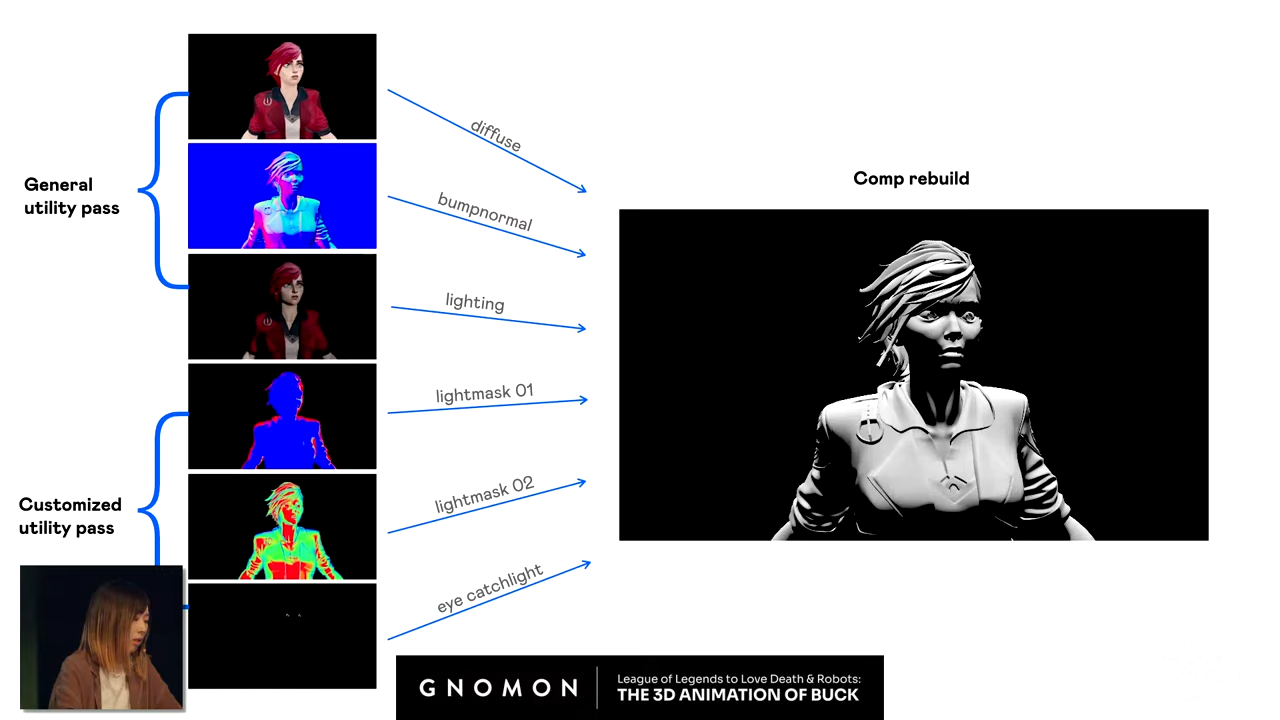 diffuse
General
utility pass
bumpnormal
Comp rebuild
lighting
lightmask 01
Customized
utility pass
lightmask 02
eye catchlight
GNOMON
League of Legends to Love Death & Robots:
THE 3D ANIMATION OF BUCK